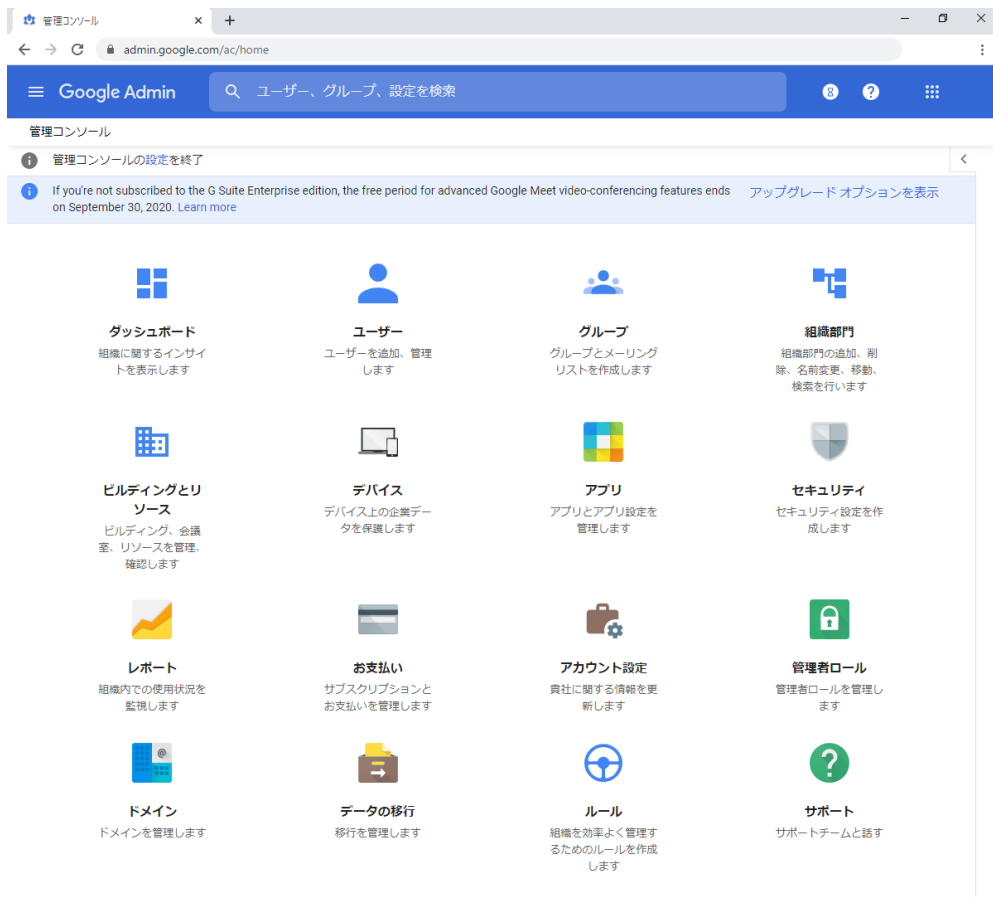 管理コンソール
admin.google.com/ac/home
Google Admin
ユーザー、グループ、設定を検索
8
?
管理コンソール
管理コンソールの設定を終了
If you're not subscribed to the G Suite Enterprise edition, the free period for advanced Google Meet video-conferencing features ends
on September 30, 2020. Learn more
アップグレード オプションを表示
ダッシュボード
組織に関するインサイ
トを表示します
ユーザー
ユーザーを追加、管理
します
グループ
グループとメーリング
リストを作成します
組織部門
組織部門の追加、削
除、名前変更、移動、
検索を行います
ビルディングとリ
ソース
ビルディング、会議
室、リソースを管理、
確認します
デバイス
デバイス上の企業デー
タを保護します
アプリ
アプリとアプリ設定を
管理します
セキュリティ
セキュリティ設定を作
成します
レポート
組織内での使用状況を
監視します
お支払い
サブスクリプションと
お支払いを管理します
アカウント設定
貴社に関する情報を更
新します
管理者ロール
管理者ロールを管理し
ます
ドメイン
ドメインを管理します
データの移行
移行を管理します
ルール
組織を効率よく管理す
るためのルールを作成
します
サポート
サポートチームと話す